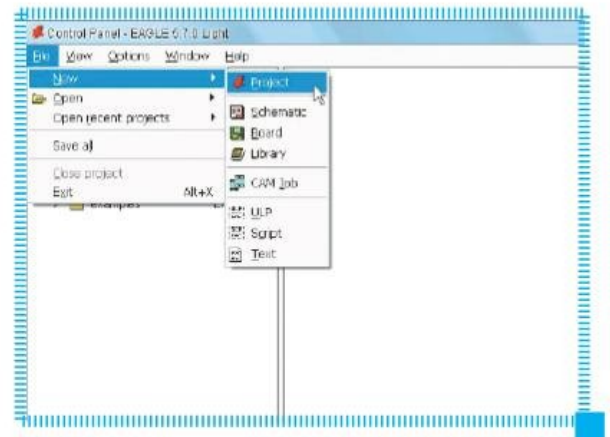 Control Panel - EAGLE 6.7.0 Light
File View Options Window Help
New
Open
Open recent projects
Save all
Close project
Exit Alt+X
examples
Project
Schematic
Board
Library
CAM Job
ULP
Script
Text